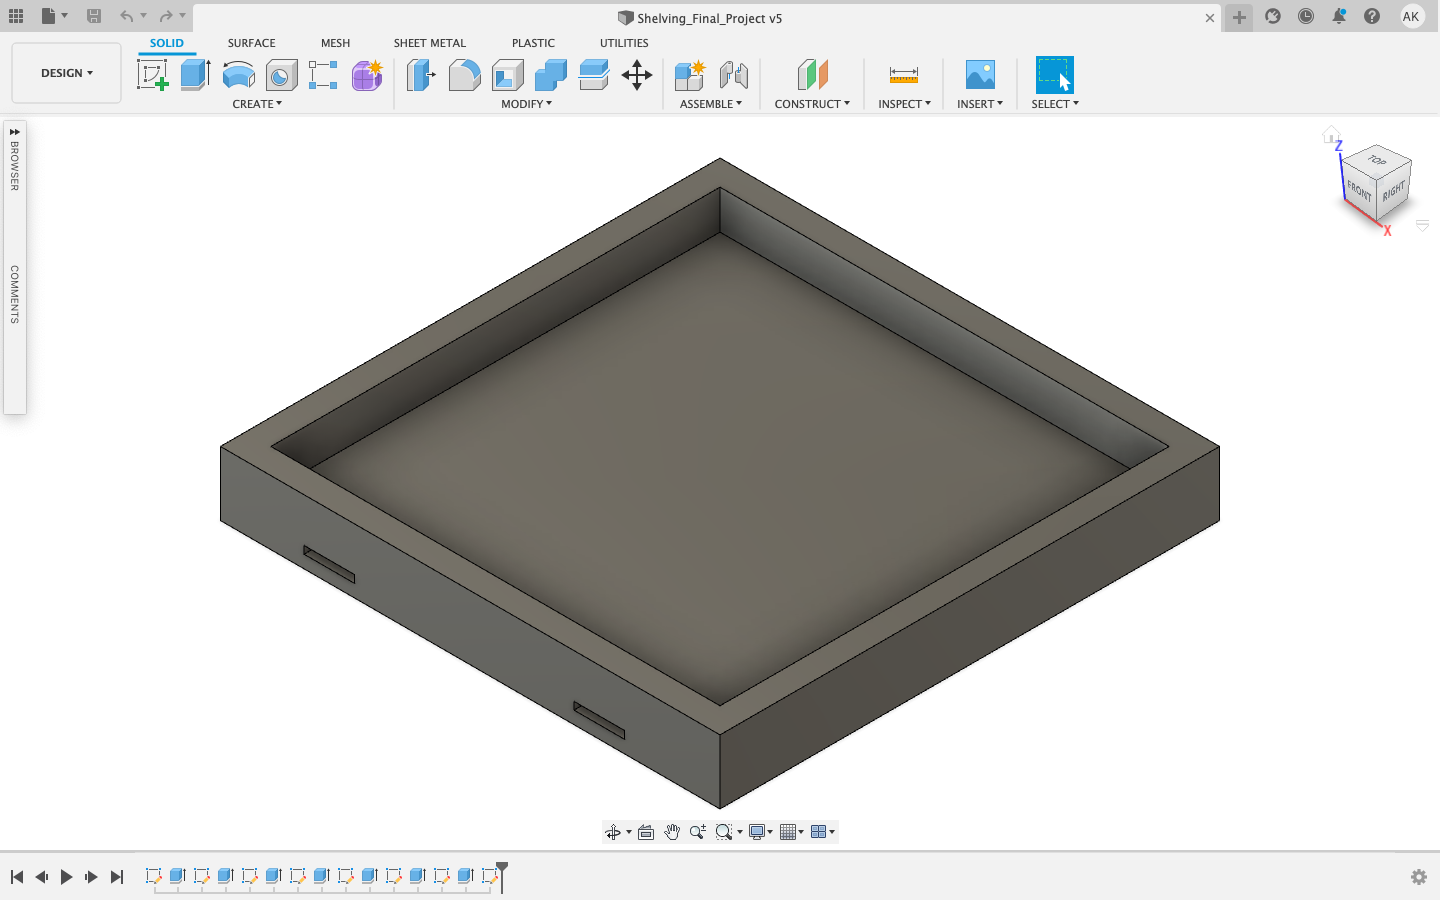 Shelving_Final_Project v5
AK
SOLID
SURFACE
MESH
SHEET METAL
PLASTIC
UTILITIES
DESIGN
CREATE
MODIFY
ASSEMBLE
CONSTRUCT
INSPECT
INSERT
SELECT
BROWSER
COMMENTS
Z
TOP
FRONT
RIGHT
X